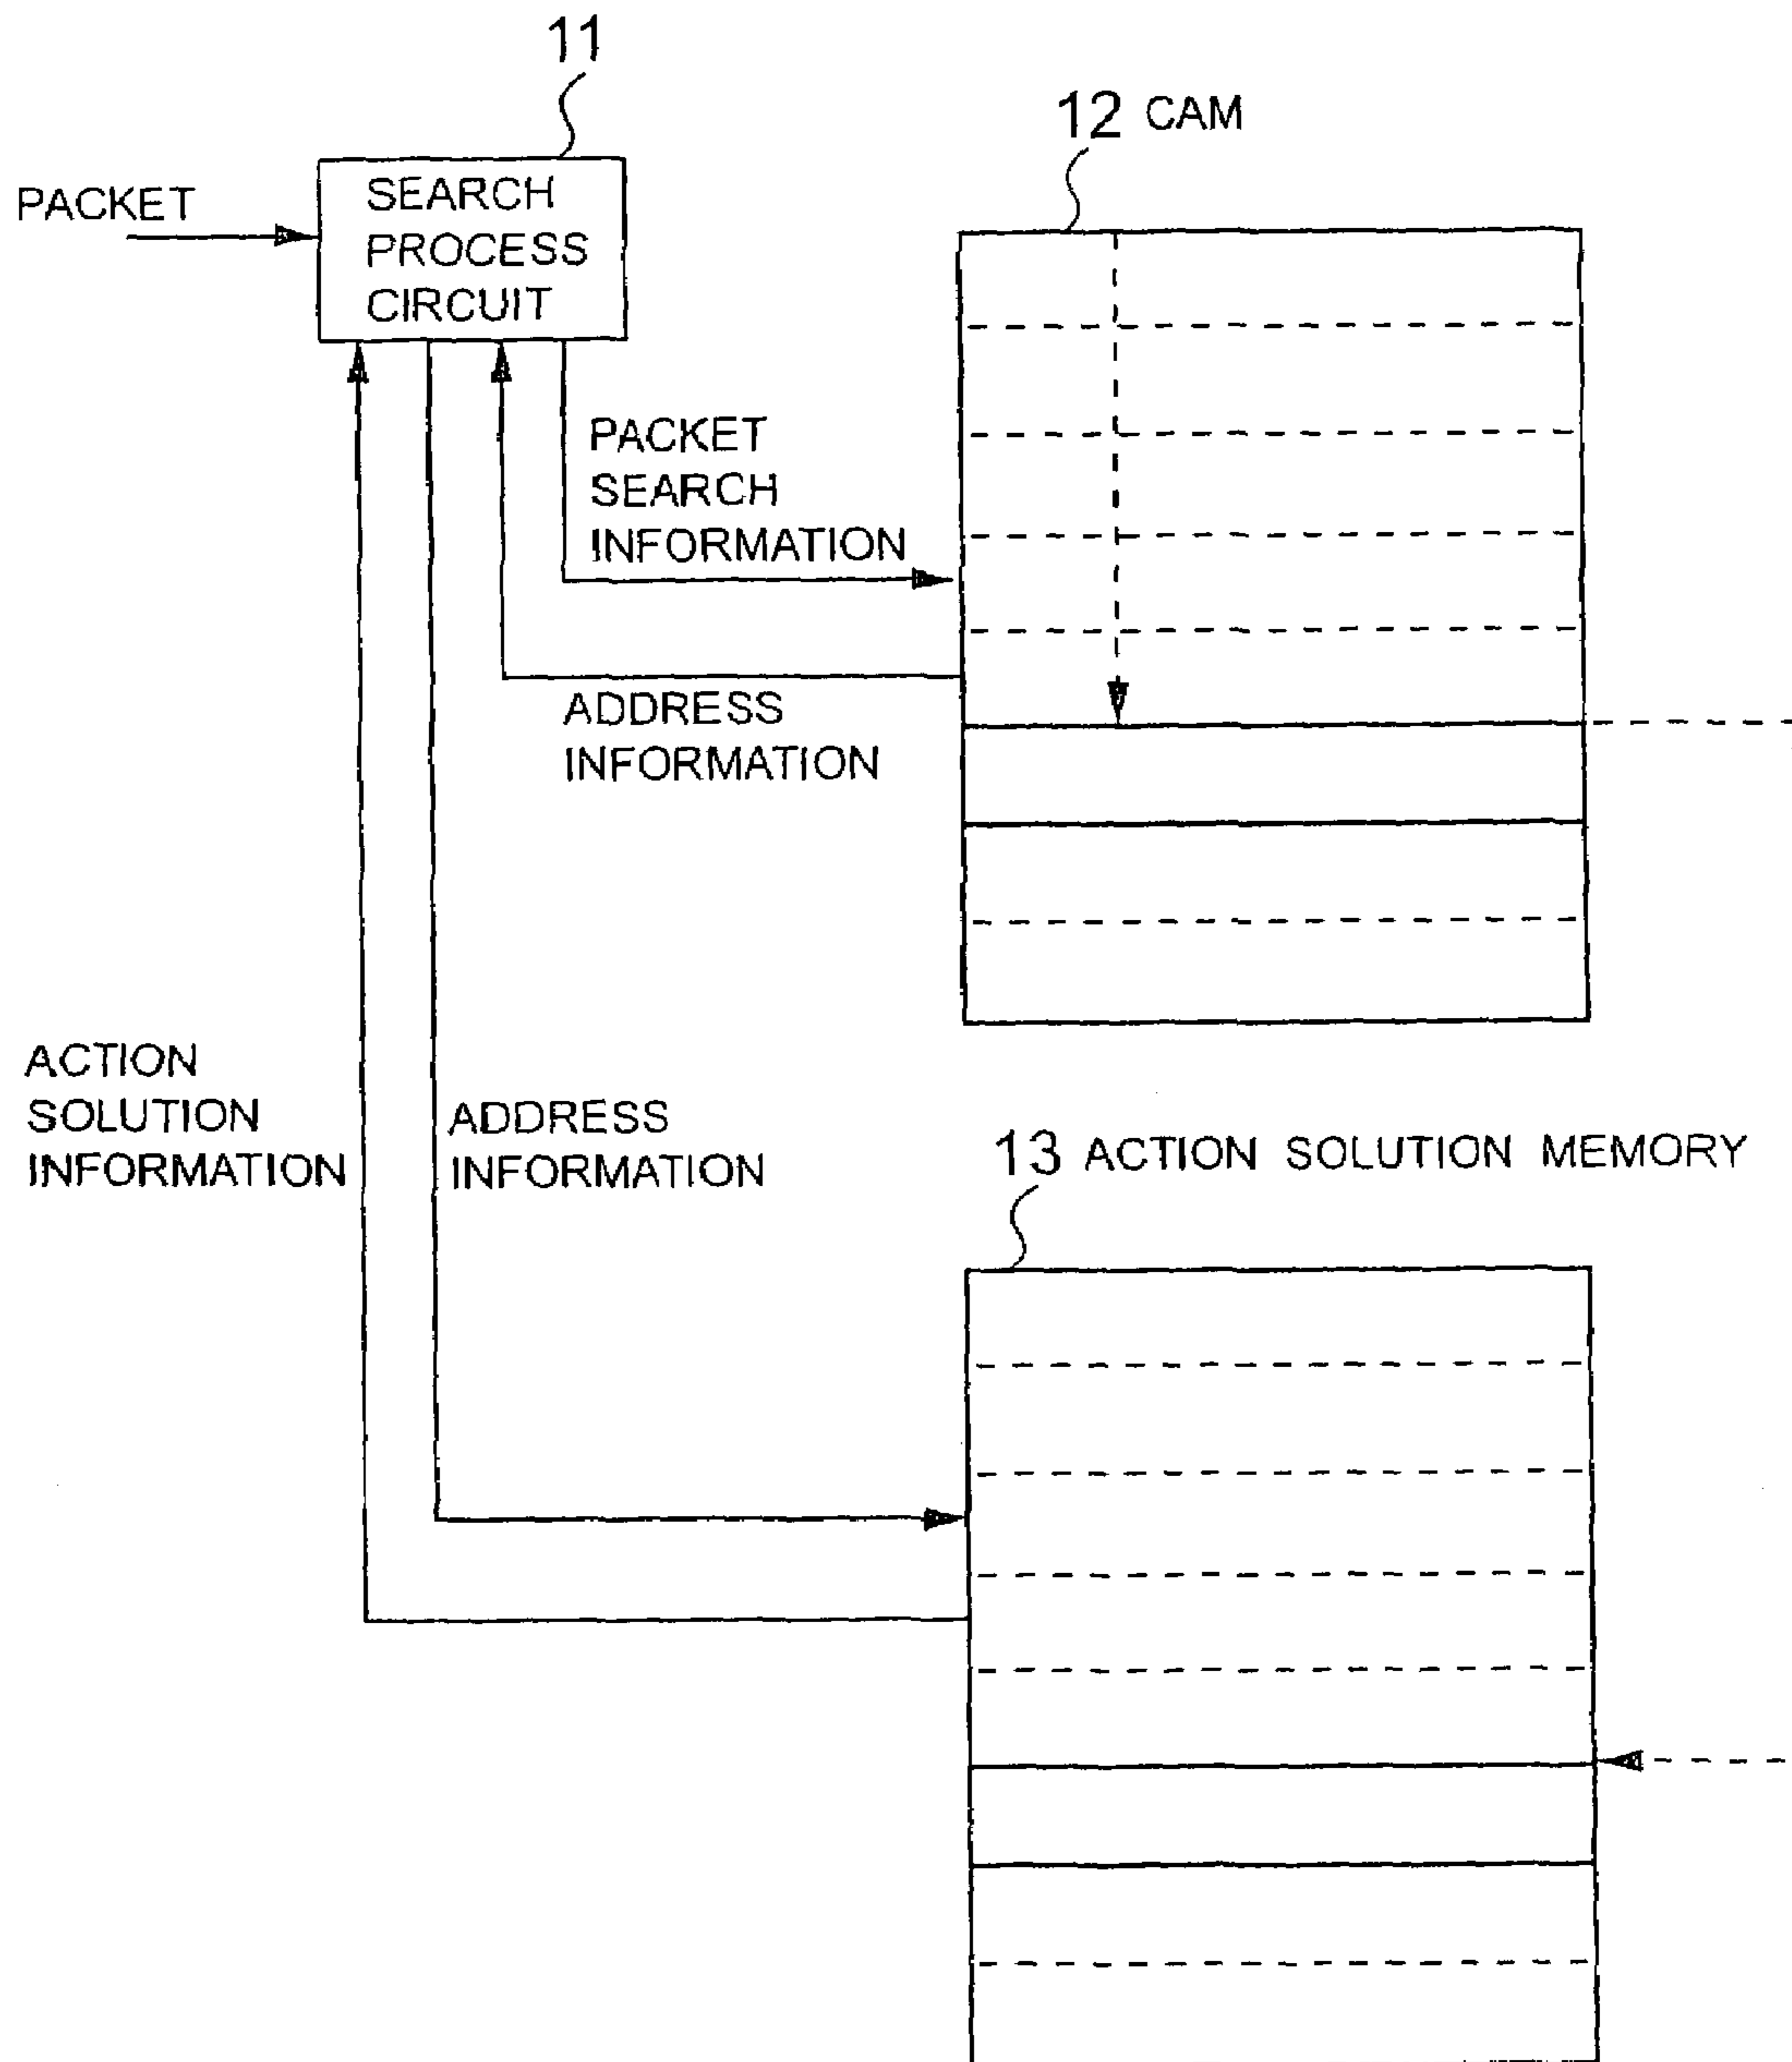 11
12 CAM
PACKET
SEARCH
PROCESS
CIRCUIT
PACKET
SEARCH
INFORMATION
ADDRESS
INFORMATION
ACTION
SOLUTION
INFORMATION
ADDRESS
INFORMATION
13 ACTION SOLUTION MEMORY